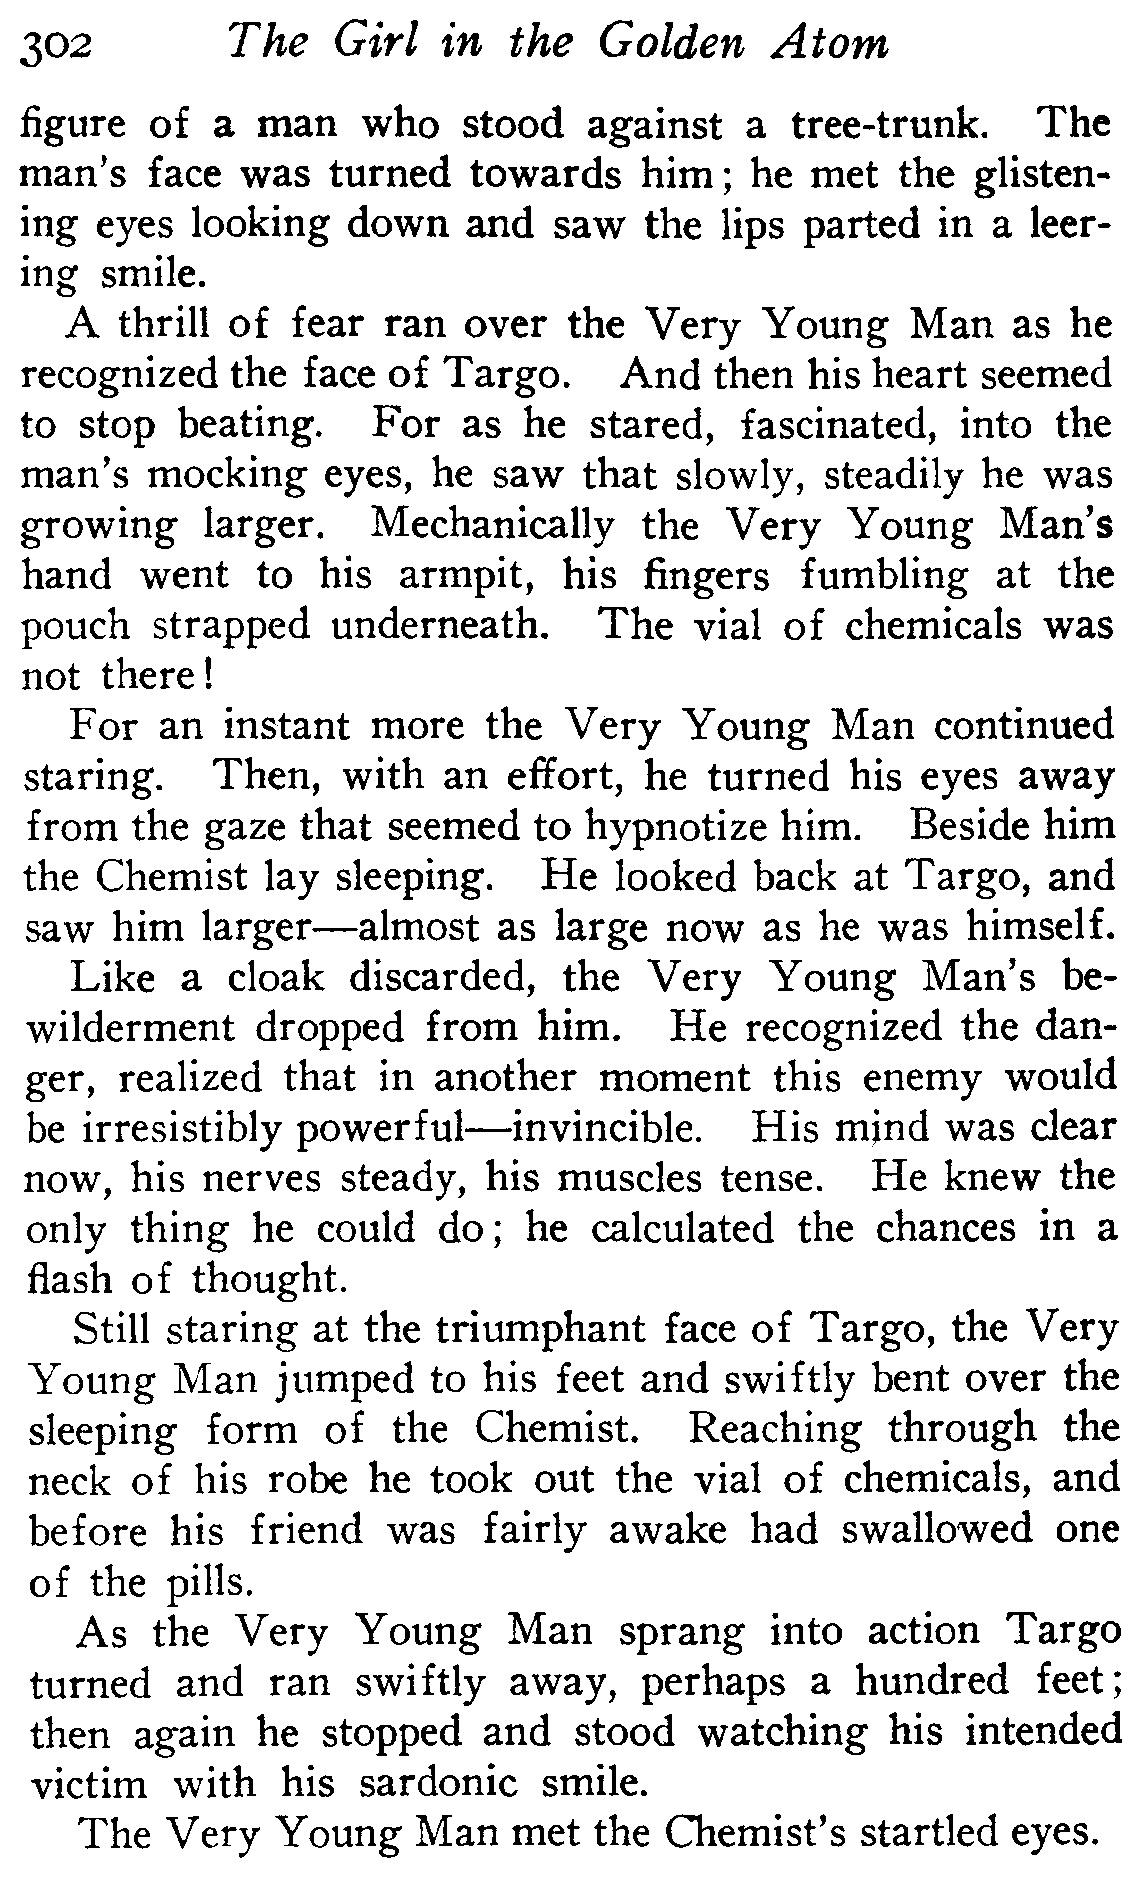 302 The Girl in the Golden Atom
figure of a man who stood against a tree-trunk. The
man's face was turned towards him; he met the glisten-
ing eyes looking down and saw the lips parted in a leer-
ing smile.
A thrill of fear ran over the Very Young Man as he
recognized the face of Targo. And then his heart seemed
to stop beating. For as he stared, fascinated, into the
man's mocking eyes, he saw that slowly, steadily he was
growing larger. Mechanically the Very Young Man's
hand went to his armpit, his fingers fumbling at the
pouch strapped underneath. The vial of chemicals was
not there!
For an instant more the Very Young Man continued
staring. Then, with an effort, he turned his eyes away
from the gaze that seemed to hypnotize him. Beside him
the Chemist lay sleeping. He looked back at Targo, and
saw him larger—almost as large now as he was himself.
Like a cloak discarded, the Very Young Man's be-
wilderment dropped from him. He recognized the dan-
ger, realized that in another moment this enemy would
be irresistibly powerful—invincible. His mind was clear
now, his nerves steady, his muscles tense. He knew the
only thing he could do; he calculated the chances in a
flash of thought.
Still staring at the triumphant face of Targo, the Very
Young Man jumped to his feet and swiftly bent over the
sleeping form of the Chemist. Reaching through the
neck of his robe he took out the vial of chemicals, and
before his friend was fairly awake had swallowed one
of the pills.
As the Very Young Man sprang into action Targo
turned and ran swiftly away, perhaps a hundred feet;
then again he stopped and stood watching his intended
victim with his sardonic smile.
The Very Young Man met the Chemist's startled eyes.